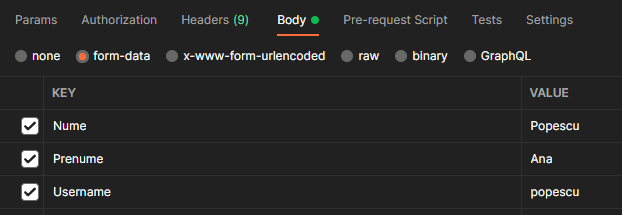 Params Authorization Headers (9) Body Pre-request Script Tests Settings
none form-data x-www-form-urlencoded raw binary GraphQL
KEY VALUE
Nume Popescu
Prenume Ana
Username popescu